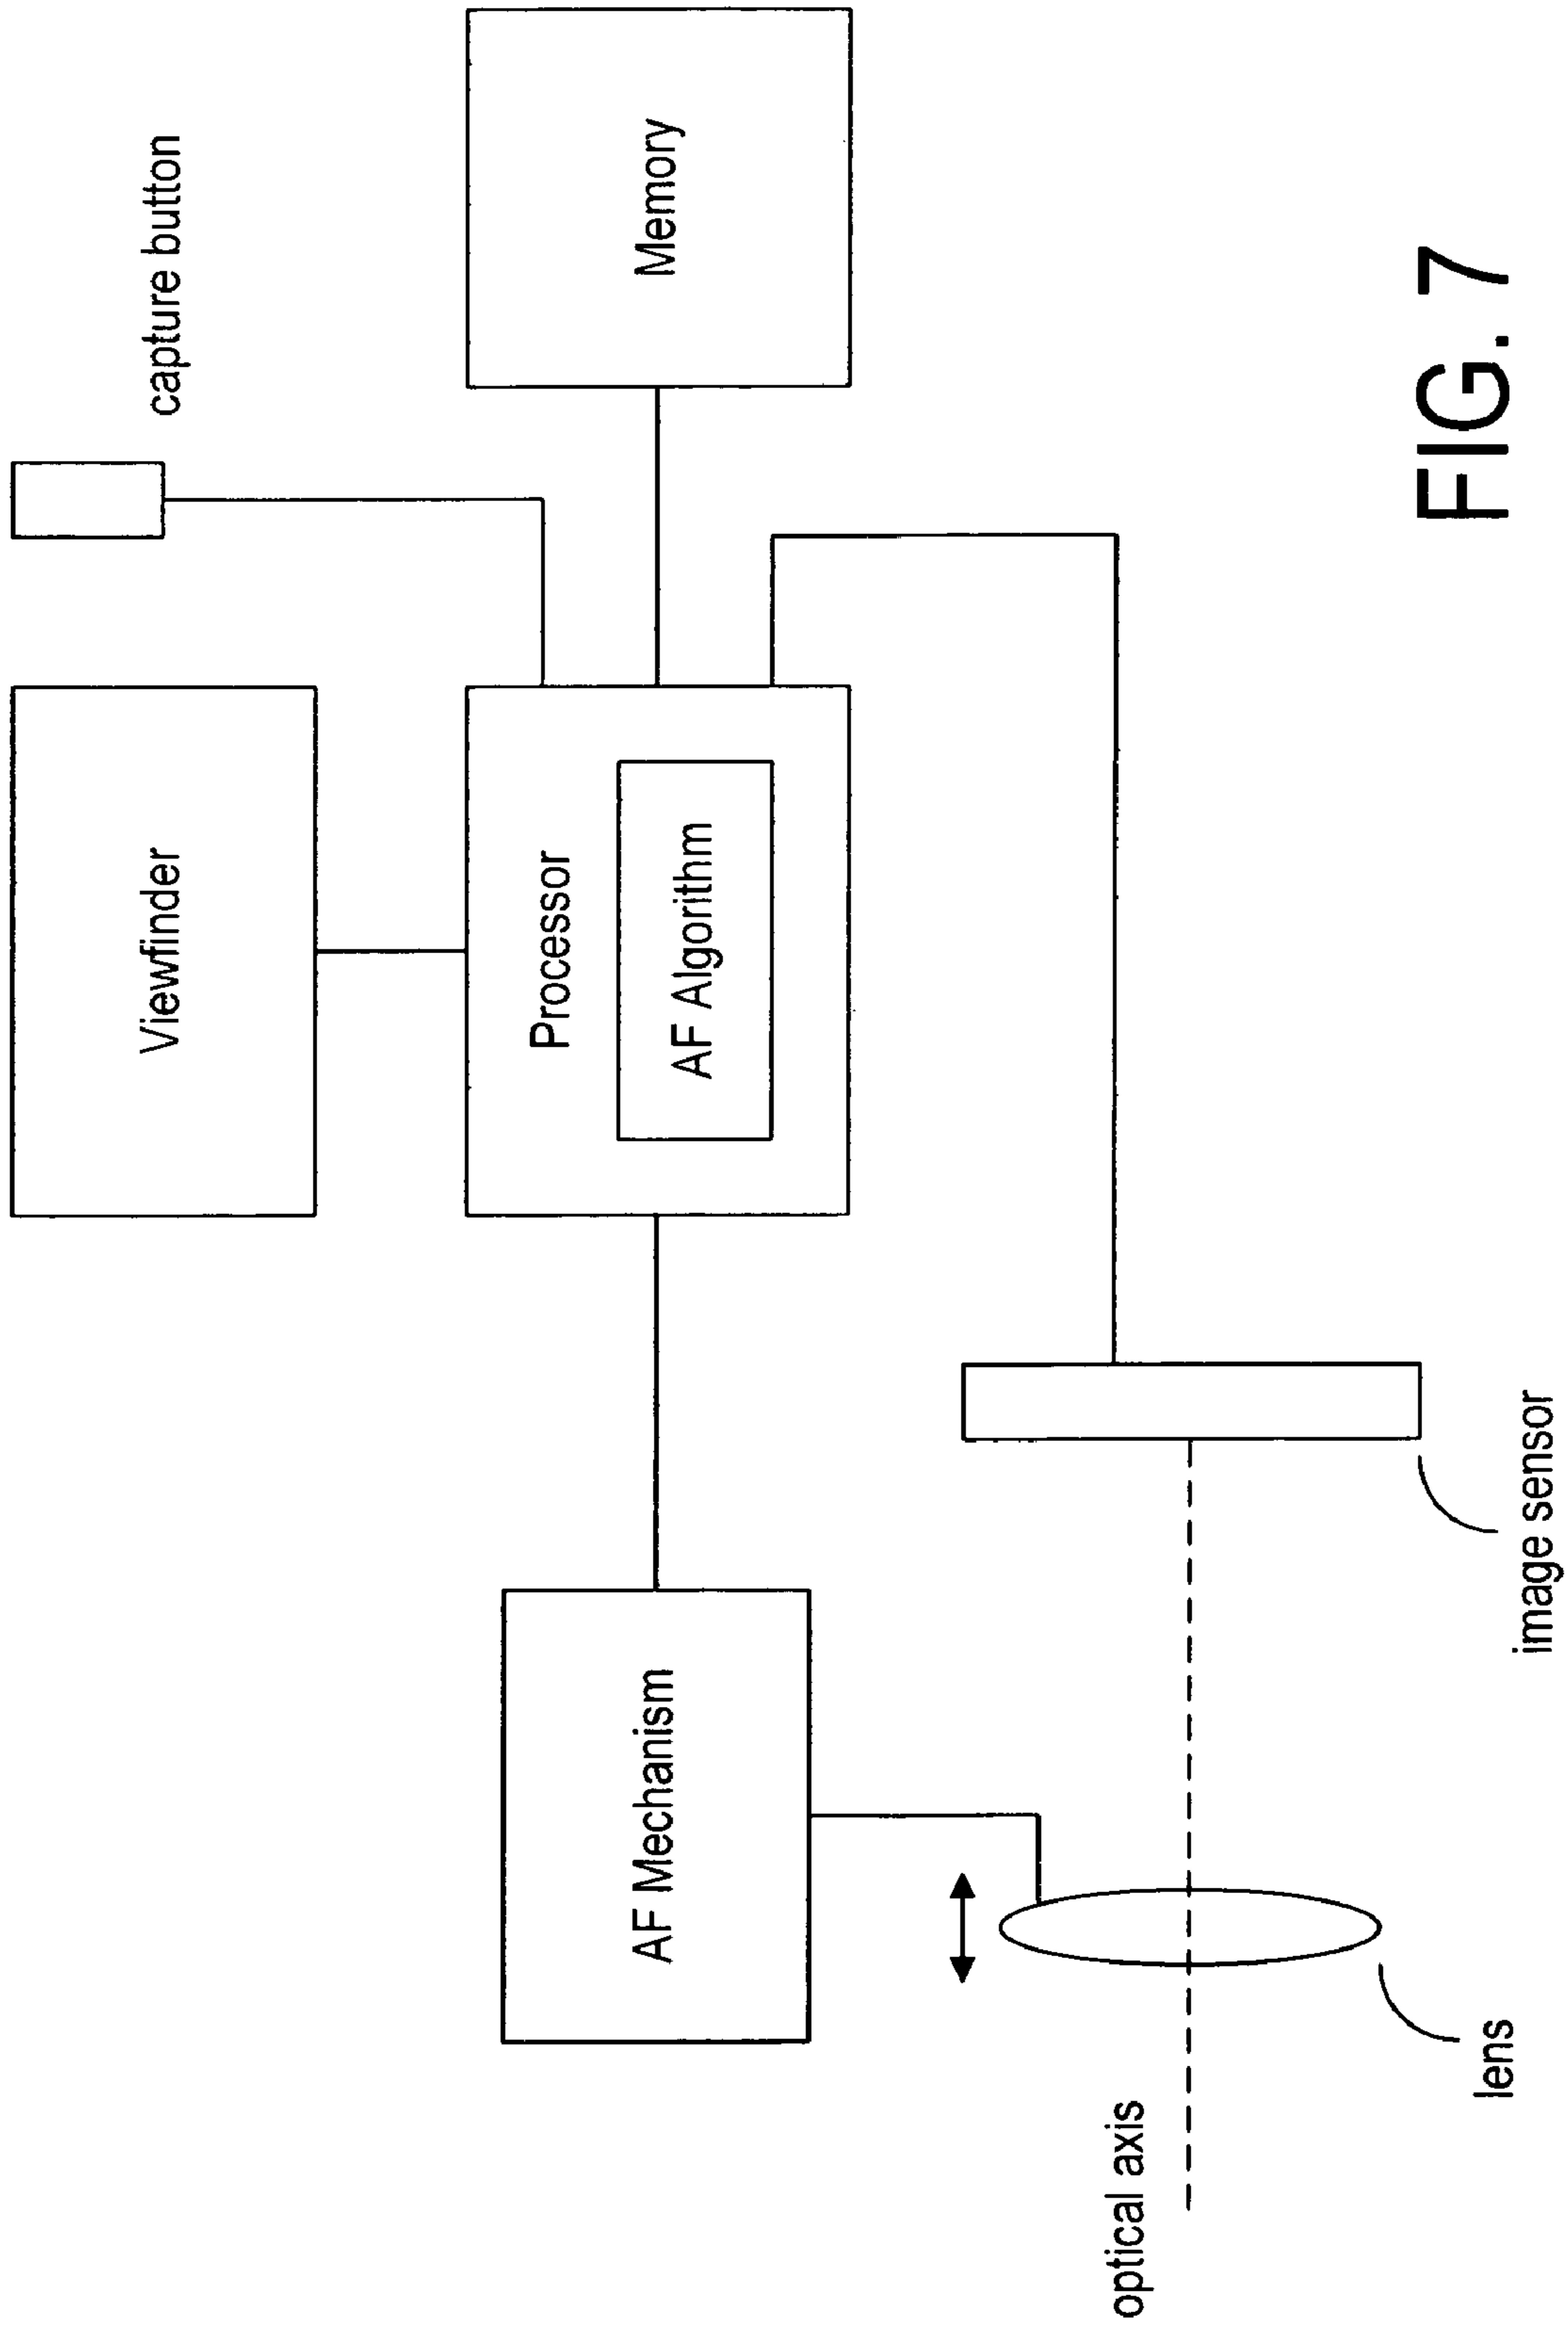 Viewfinder
capture button
Processor
AF Algorithm
Memory
AF Mechanism
optical axis
lens
image sensor
FIG. 7